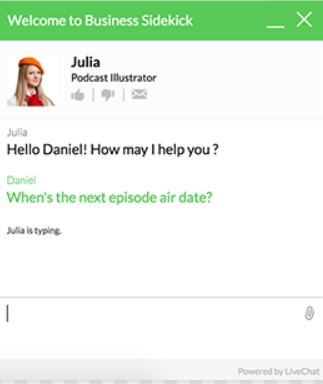 Welcome to Business Sidekick
Julia
Podcast Illustrator
Julia
Hello Daniel! How may I help you ?
Daniel
When's the next episode air date?
Julia is typing.
Powered by LiveChat